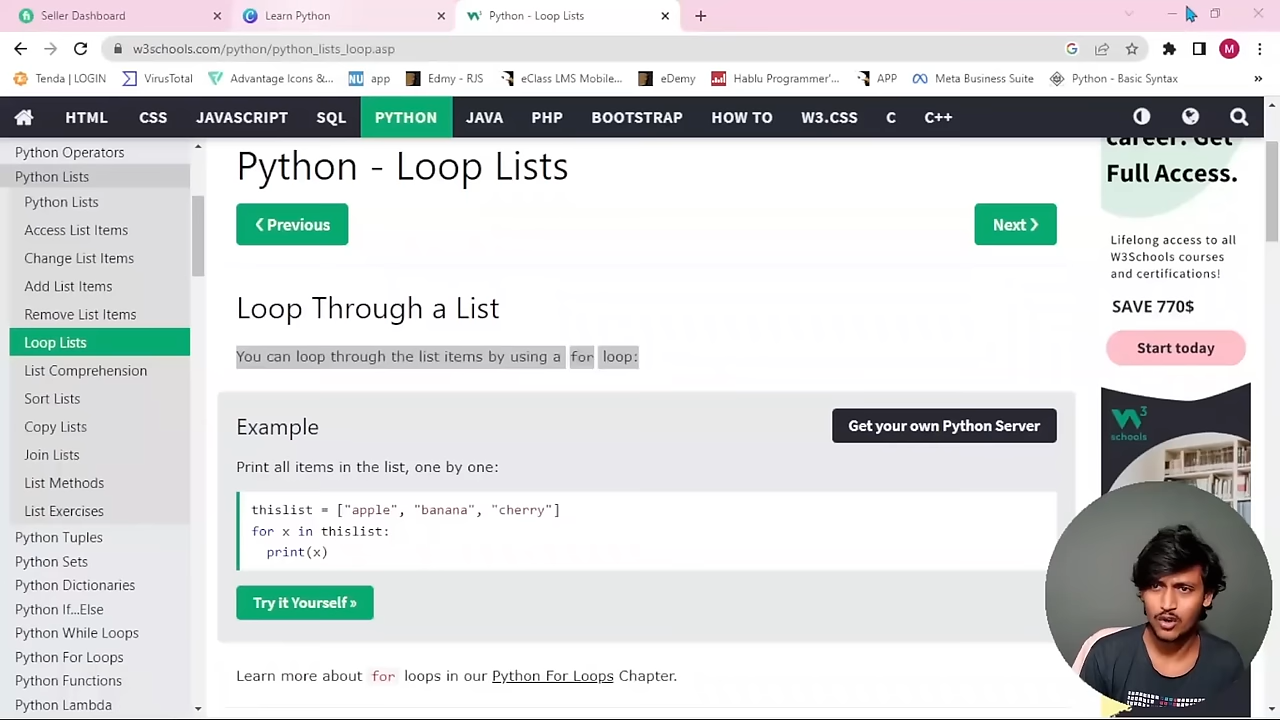 Seller Dashboard
Learn Python
Python - Loop Lists
w3schools.com/python/python_lists_loop.asp
M
Tenda | LOGIN
VirusTotal
Advantage Icons &...
NU app
Edmy - RJS
eClass LMS Mobile...
eDemy
Hablu Programmer'...
APP
Meta Business Suite
Python - Basic Syntax
»
HTML
CSS
JAVASCRIPT
SQL
PYTHON
JAVA
PHP
BOOTSTRAP
HOW TO
W3.CSS
C
C++
Python Operators
Python Lists
Python Lists
Access List Items
Change List Items
Add List Items
Remove List Items
Loop Lists
List Comprehension
Sort Lists
Copy Lists
Join Lists
List Methods
List Exercises
Python Tuples
Python Sets
Python Dictionaries
Python If...Else
Python While Loops
Python For Loops
Python Functions
Python Lambda
Python - Loop Lists
❮ Previous
Next ❯
Loop Through a List
You can loop through the list items by using a for loop:
Example
Get your own Python Server
Print all items in the list, one by one:
thislist = ["apple", "banana", "cherry"]
for x in thislist:
  print(x)
Try it Yourself »
Learn more about for loops in our Python For Loops Chapter.
career. Get
Full Access.
Lifelong access to all
W3Schools courses
and certifications!
SAVE 770$
Start today
W3
schools